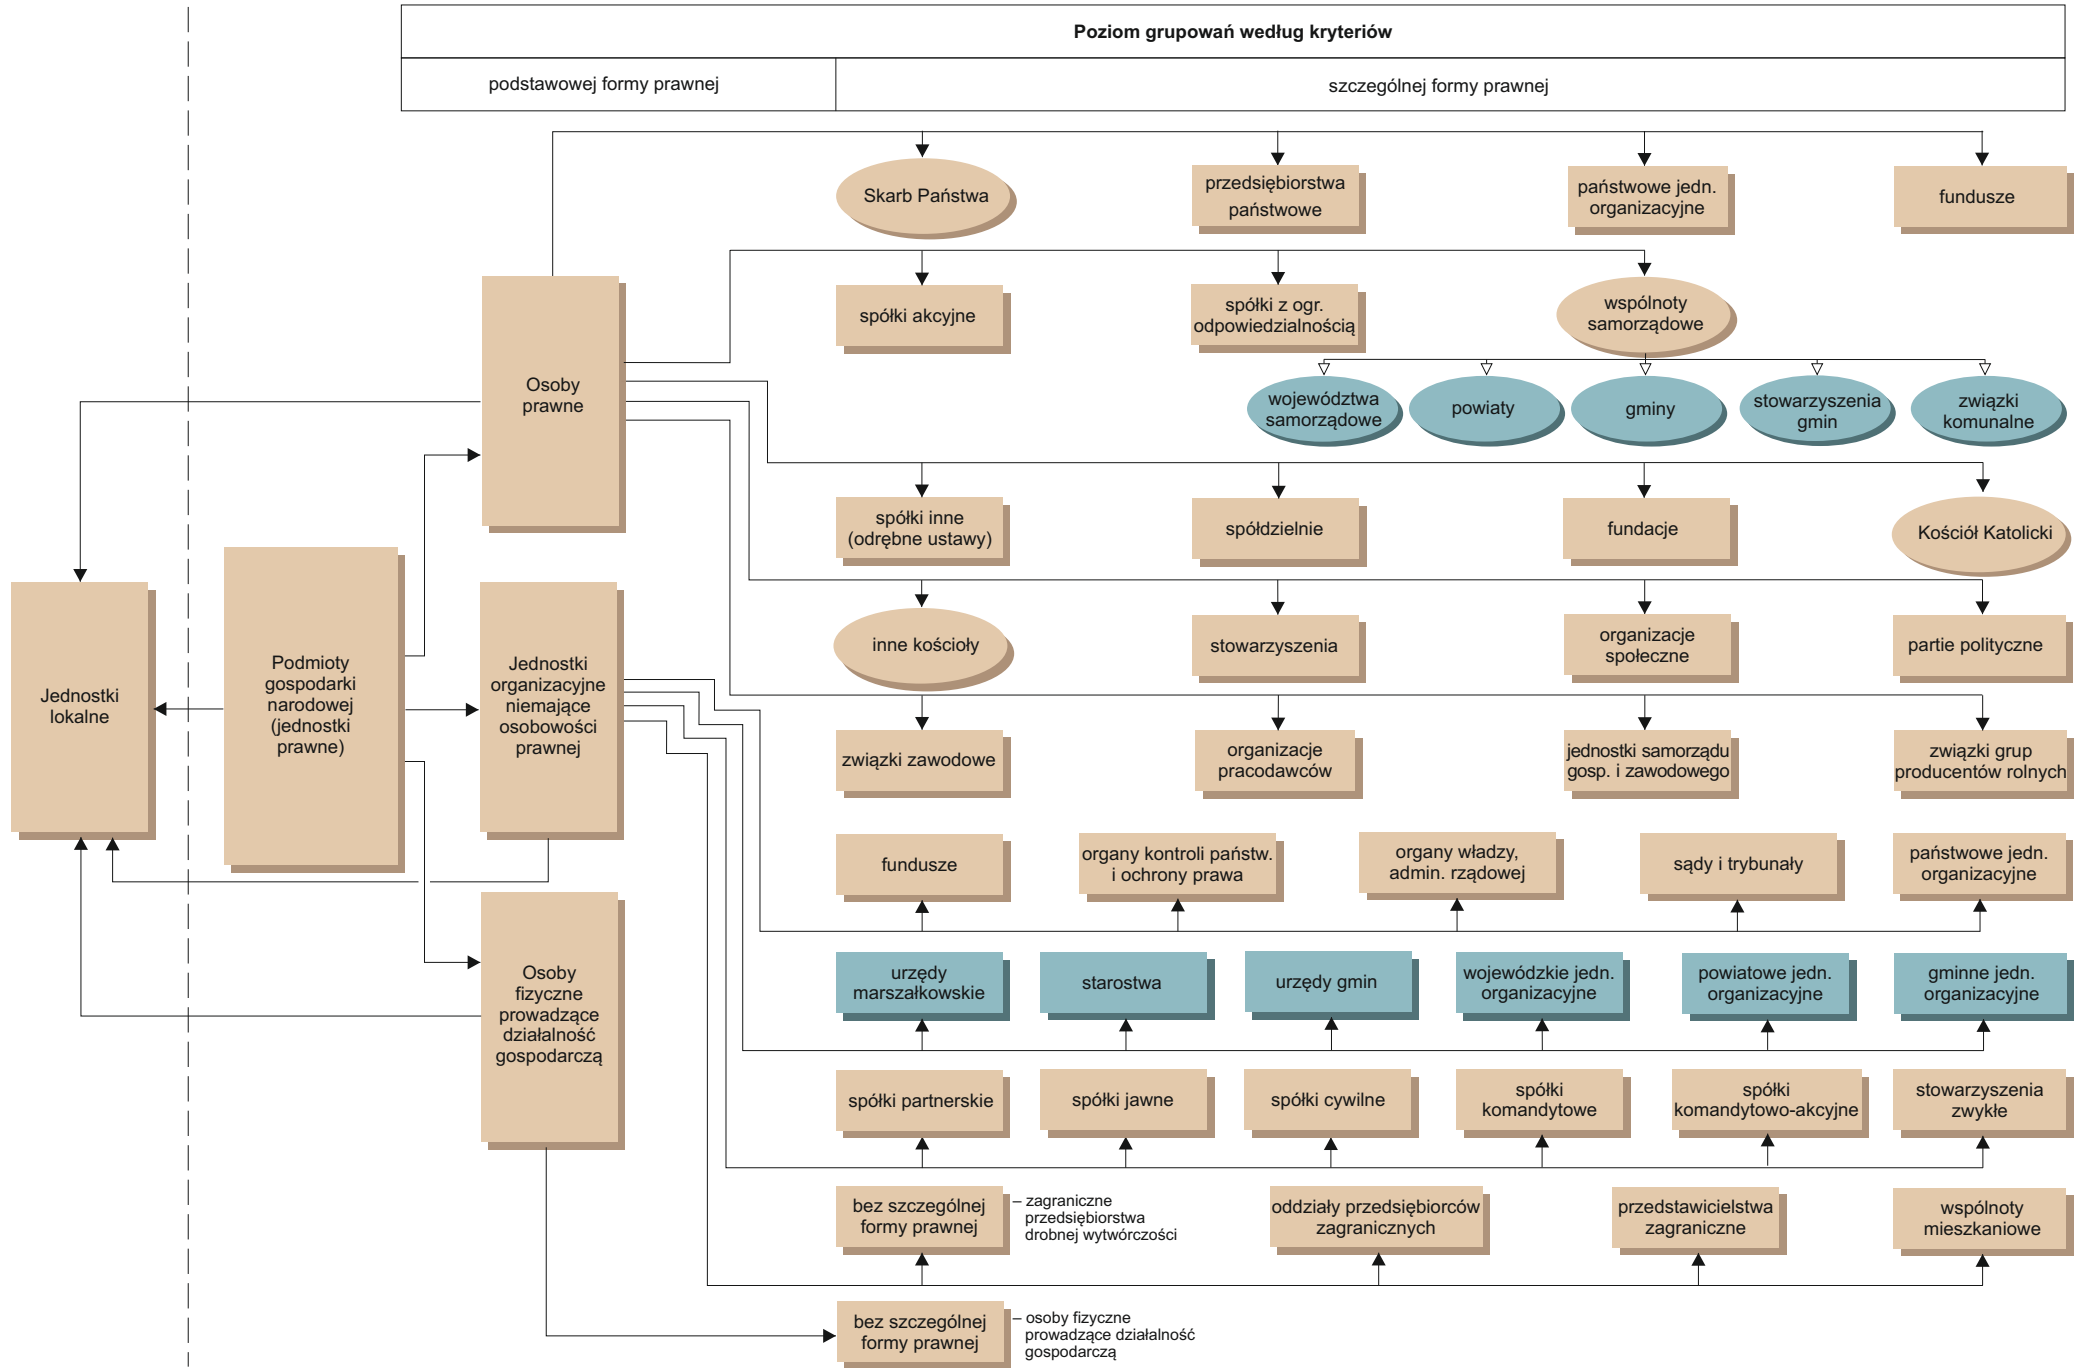 Poziom grupowań według kryteriów
podstawowej formy prawnej
szczególnej formy prawnej
Skarb Państwa
przedsiębiorstwa
państwowe
państwowe jedn.
organizacyjne
fundusze
spółki akcyjne
spółki z ogr.
odpowiedzialnością
wspólnoty
samorządowe
Osoby
prawne
województwa
samorządowe
powiaty
gminy
stowarzyszenia
gmin
związki
komunalne
spółki inne
(odrębne ustawy)
spółdzielnie
fundacje
Kościół Katolicki
inne kościoły
stowarzyszenia
organizacje
społeczne
partie polityczne
Jednostki
lokalne
Podmioty
gospodarki
narodowej
(jednostki
prawne)
Jednostki
organizacyjne
niemające
osobowości
prawnej
związki zawodowe
organizacje
pracodawców
jednostki samorządu
gosp. i zawodowego
związki grup
producentów rolnych
fundusze
organy kontroli państw.
i ochrony prawa
organy władzy,
admin. rządowej
sądy i trybunały
państwowe jedn.
organizacyjne
Osoby
fizyczne
prowadzące
działalność
gospodarczą
urzędy
marszałkowskie
starostwa
urzędy gmin
wojewódzkie jedn.
organizacyjne
powiatowe jedn.
organizacyjne
gminne jedn.
organizacyjne
spółki partnerskie
spółki jawne
spółki cywilne
spółki
komandytowe
spółki
komandytowo-akcyjne
stowarzyszenia
zwykłe
bez szczególnej
formy prawnej
– zagraniczne
przedsiębiorstwa
drobnej wytwórczości
oddziały przedsiębiorców
zagranicznych
przedstawicielstwa
zagraniczne
wspólnoty
mieszkaniowe
bez szczególnej
formy prawnej
– osoby fizyczne
prowadzące działalność
gospodarczą